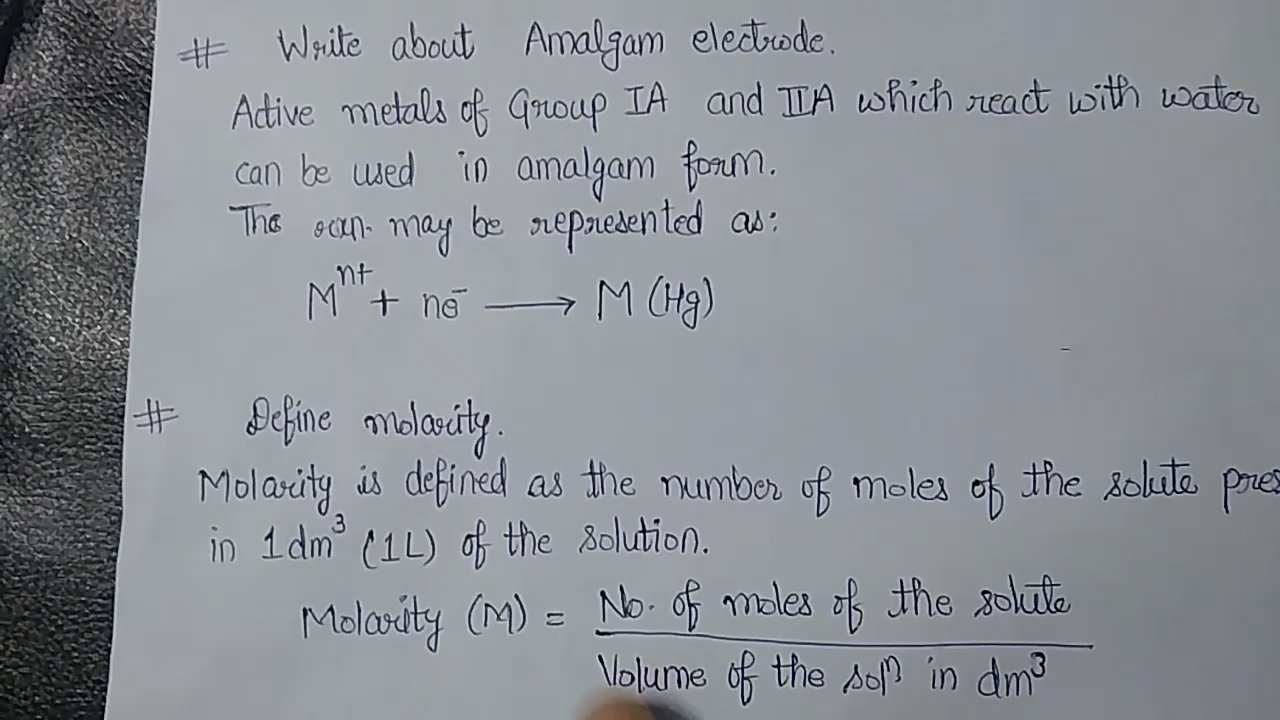 # Write about Amalgam electrode.
Active metals of Group IA and IIA which react with water
can be used in amalgam form.
The rxn. may be represented as:
Mⁿ⁺ + ne⁻ ⟶ M (Hg)
# Define molarity.
Molarity is defined as the number of moles of the solute pres
in 1 dm³ (1L) of the solution.
Molarity (M) = No. of moles of the solute
Volume of the solⁿ in dm³